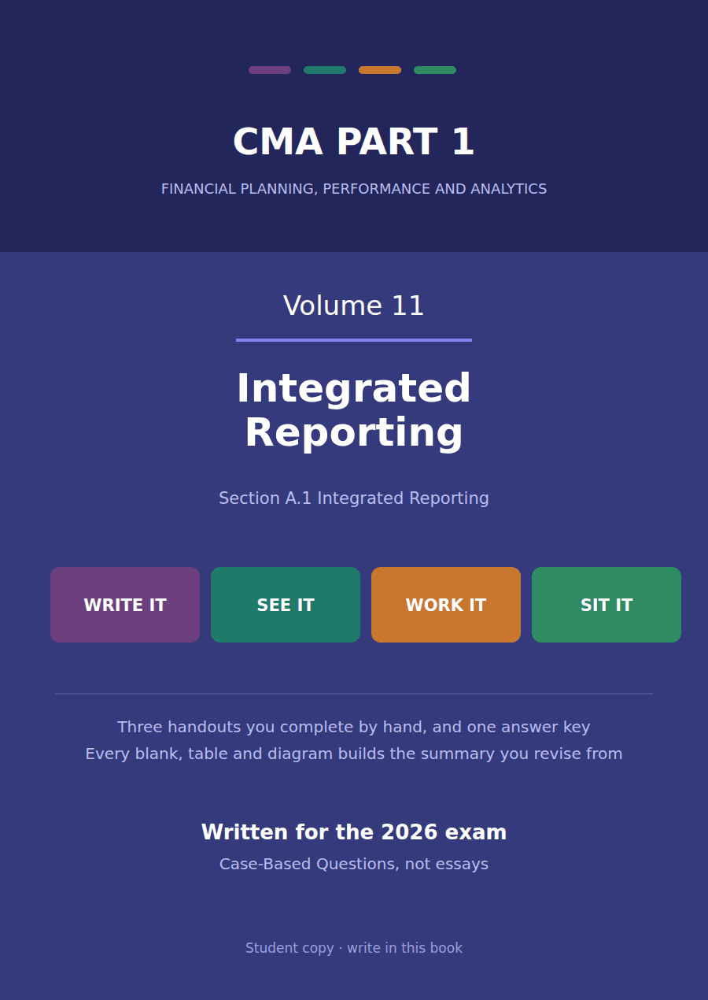 CMA PART 1
FINANCIAL PLANNING, PERFORMANCE AND ANALYTICS
Volume 11
Integrated
Reporting
Section A.1 Integrated Reporting
WRITE IT
SEE IT
WORK IT
SIT IT
Three handouts you complete by hand, and one answer key
Every blank, table and diagram builds the summary you revise from
Written for the 2026 exam
Case-Based Questions, not essays
Student copy · write in this book